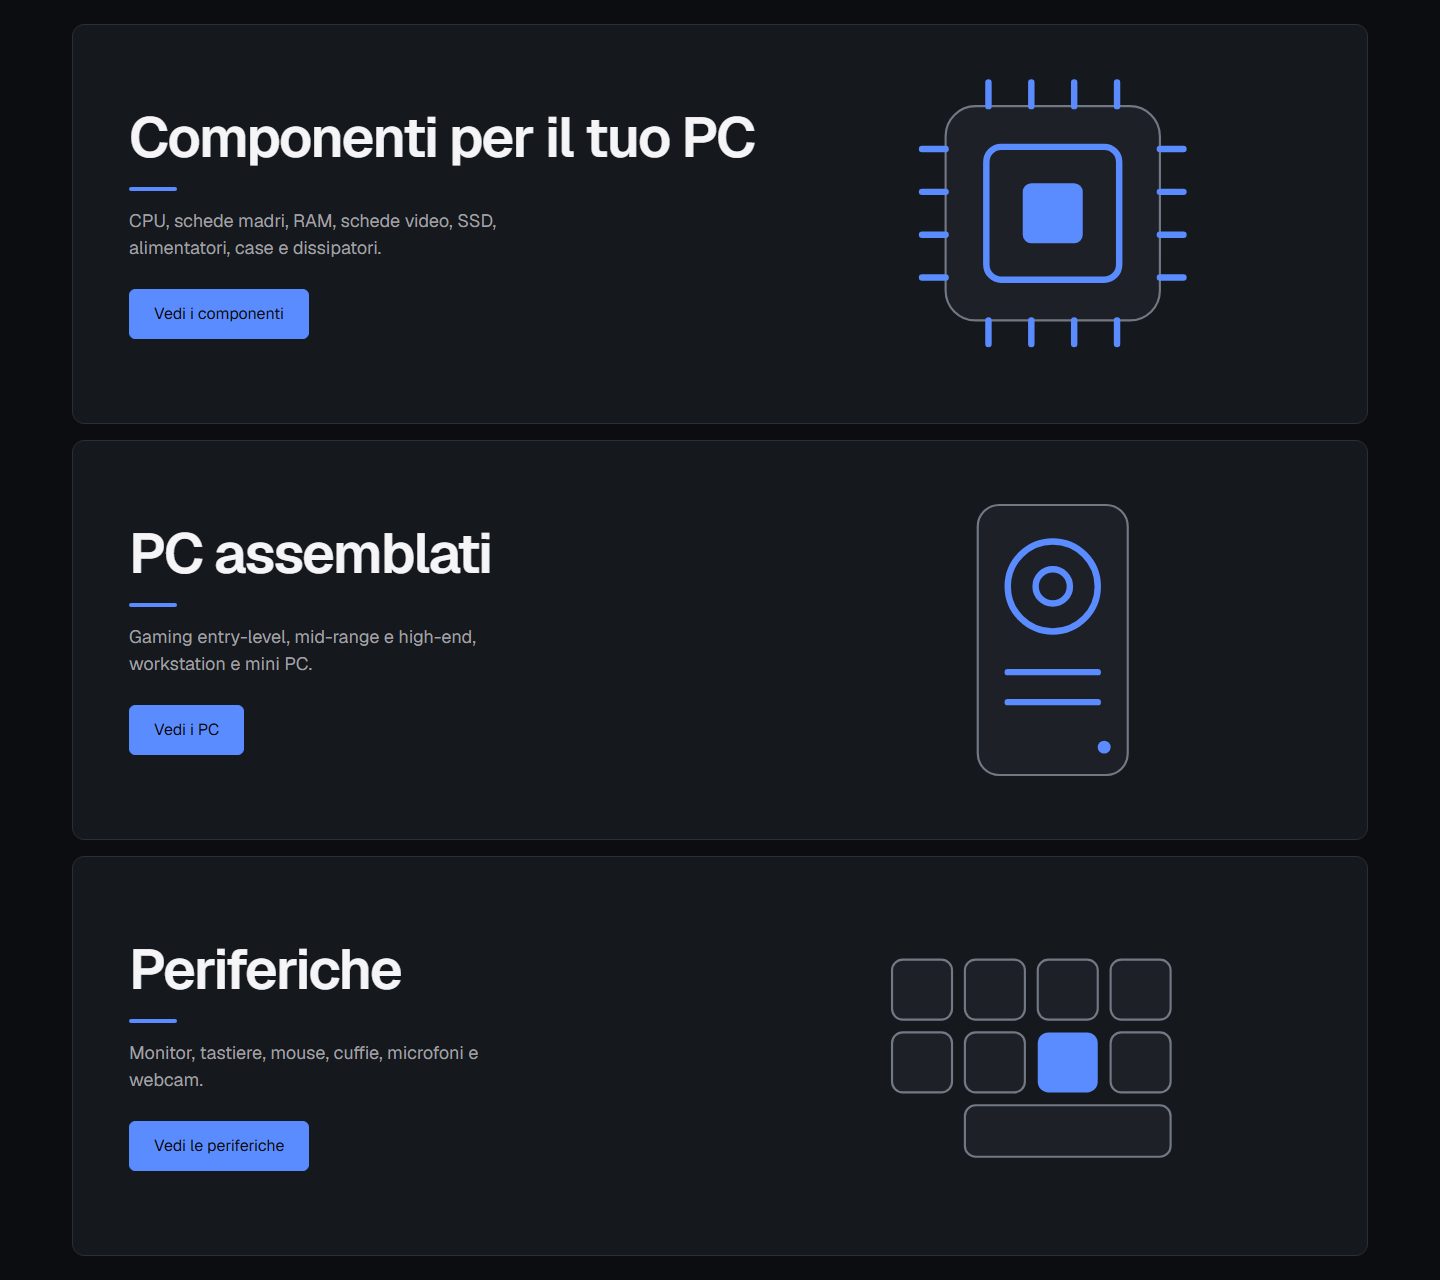 Componenti per il tuo PC
CPU, schede madri, RAM, schede video, SSD,
alimentatori, case e dissipatori.
Vedi i componenti
PC assemblati
Gaming entry-level, mid-range e high-end,
workstation e mini PC.
Vedi i PC
Periferiche
Monitor, tastiere, mouse, cuffie, microfoni e
webcam.
Vedi le periferiche